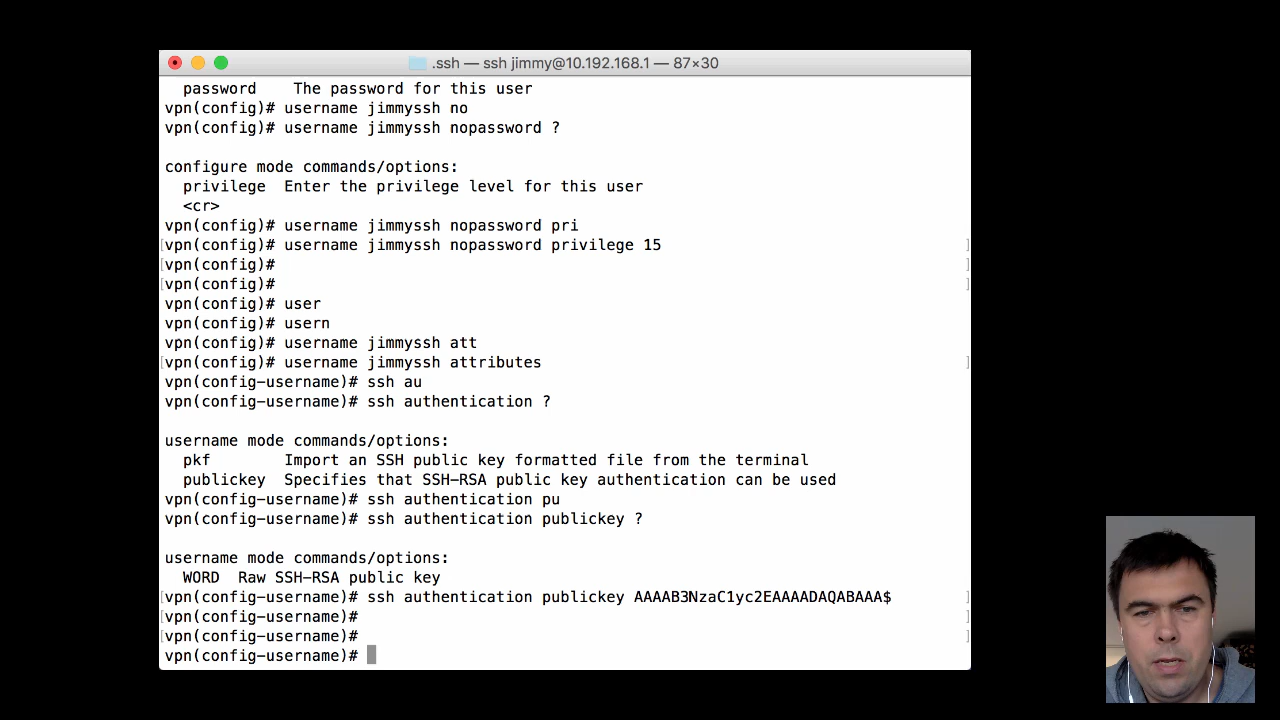 .ssh — ssh jimmy@10.192.168.1 — 87×30
password    The password for this user
vpn(config)# username jimmyssh no
vpn(config)# username jimmyssh nopassword ?
configure mode commands/options:
privilege  Enter the privilege level for this user
<cr>
vpn(config)# username jimmyssh nopassword pri
[vpn(config)# username jimmyssh nopassword privilege 15 ]
[vpn(config)# ]
[vpn(config)# ]
vpn(config)# user
vpn(config)# usern
vpn(config)# username jimmyssh att
[vpn(config)# username jimmyssh attributes ]
vpn(config-username)# ssh au
vpn(config-username)# ssh authentication ?
username mode commands/options:
pkf        Import an SSH public key formatted file from the terminal
publickey  Specifies that SSH-RSA public key authentication can be used
vpn(config-username)# ssh authentication pu
vpn(config-username)# ssh authentication publickey ?
username mode commands/options:
WORD  Raw SSH-RSA public key
[vpn(config-username)# ssh authentication publickey AAAAB3NzaC1yc2EAAAADAQABAAA$ ]
[vpn(config-username)# ]
[vpn(config-username)# ]
vpn(config-username)#